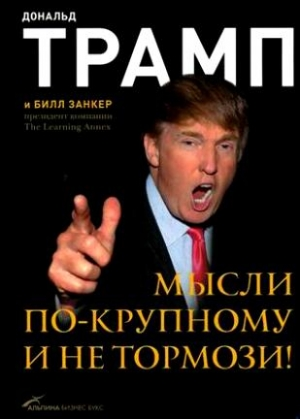 ДОНАЛЬД
ТРАМП
И БИЛЛ ЗАНКЕР
президент компании
The Learning Annex
МЫСЛИ
ПО-КРУПНОМУ
И НЕ ТОРМОЗИ!
АЛЬПИНА БИЗНЕС БУКС